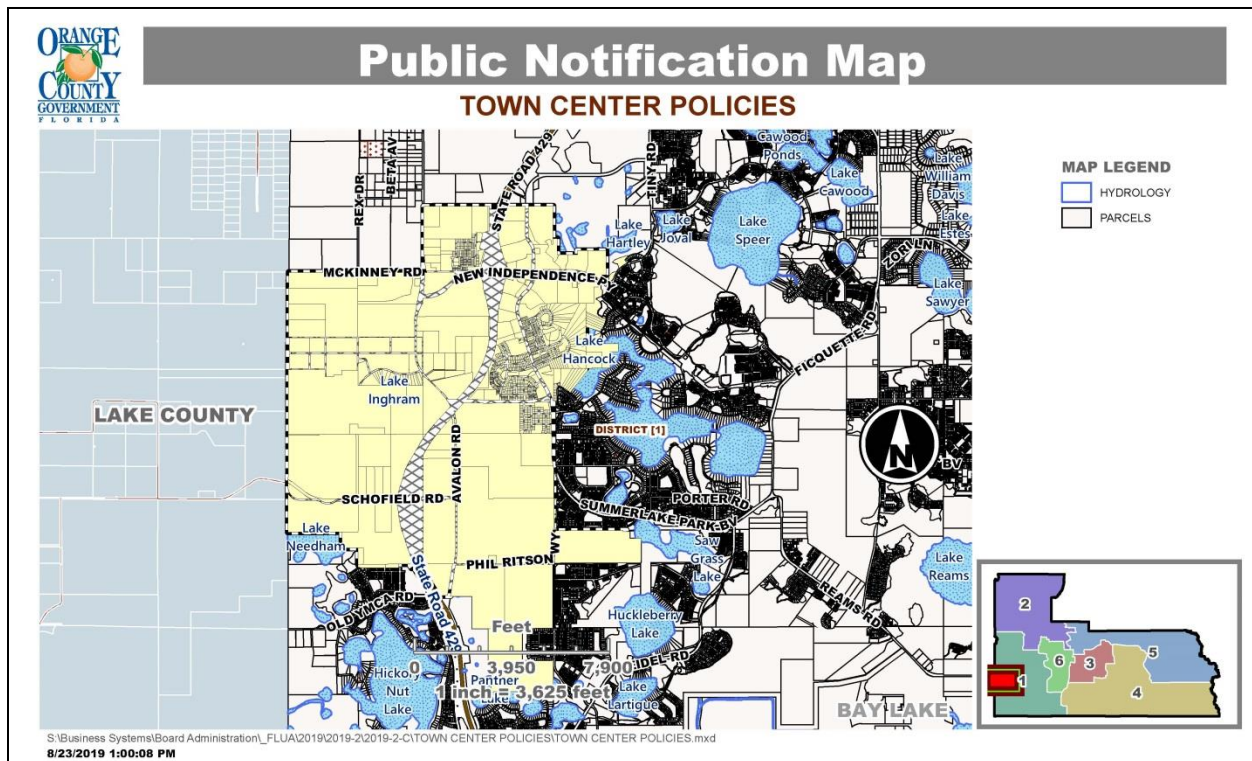 ORANGE
COUNTY
GOVERNMENT
FLORIDA
Public Notification Map
TOWN CENTER POLICIES
MAP LEGEND
HYDROLOGY
PARCELS
REX DR
BETA AV
STATE ROAD 429
TINY RD
Cawood
Ponds
Lake
Cawood
Lake
William
Davis
Lake
Estes
Lake
Hartley
Lake
Joval
Lake
Speer
ZORI LN
Lake
Sawyer
MCKINNEY RD
NEW INDEPENDENCE PY
Lake
Hancock
FICQUETTE RD
Lake
Inghram
LAKE COUNTY
DISTRICT [1]
AVALON RD
N
BV
SCHOFIELD RD
PORTER RD
SUMMERLAKE PARK BV
Lake
Needham
PHIL RITSON WY
Saw
Grass
Lake
Lake
Reams
State Road 429
OLD YMCA RD
REAMS RD
Huckleberry
Lake
Feet
0 3,950 7,900
1 inch = 3,625 feet
EIDEL RD
Hickory
Nut
Lake
Pantner
Lake
Lake
Lartigue
BAY LAKE
2
1
6
3
5
4
S:\Business Systems\Board Administration\_FLUA\2019\2019-2\2019-2-C\TOWN CENTER POLICIES\TOWN CENTER POLICIES.mxd
8/23/2019 1:00:08 PM